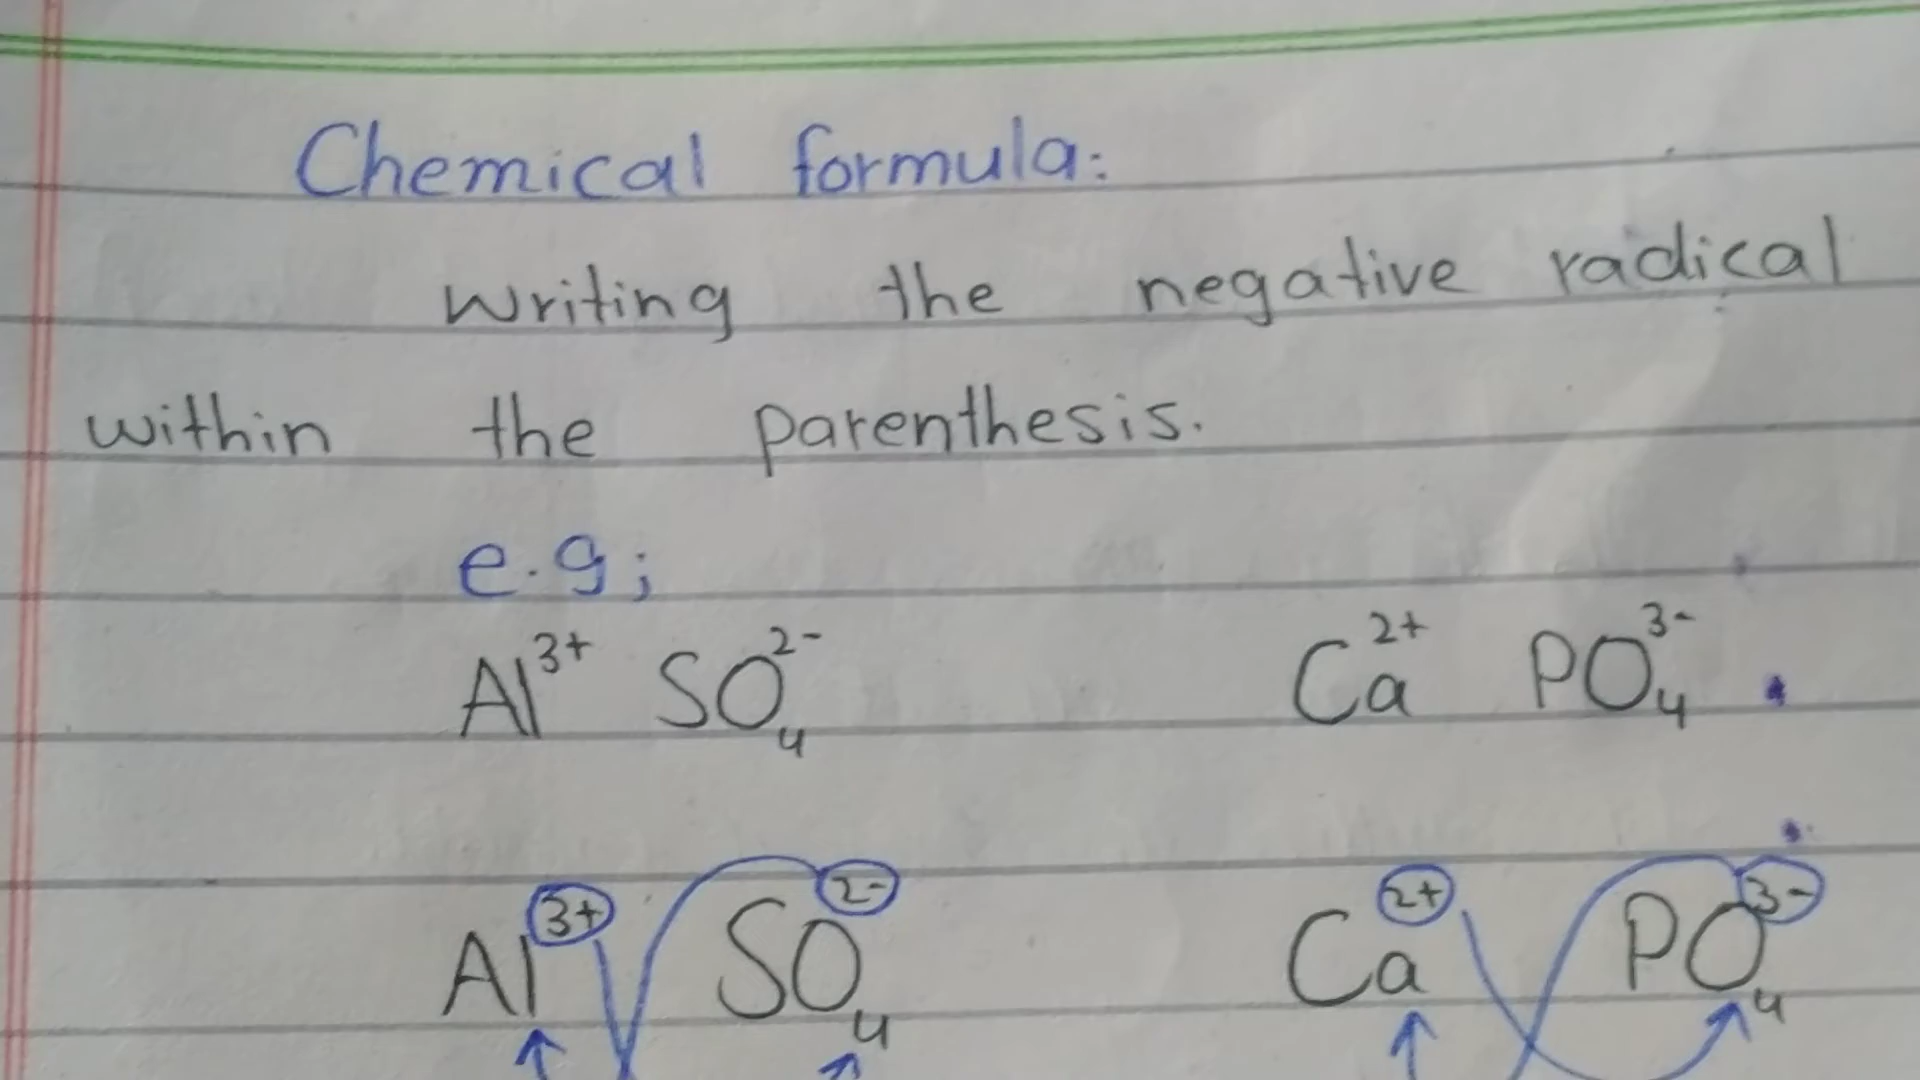 Chemical formula:
writing the negative radical
within the parenthesis.
e.g;
Al³⁺ SO₄²⁻ Ca²⁺ PO₄³⁻
Al³⁺ SO₄²⁻ Ca²⁺ PO₄³⁻